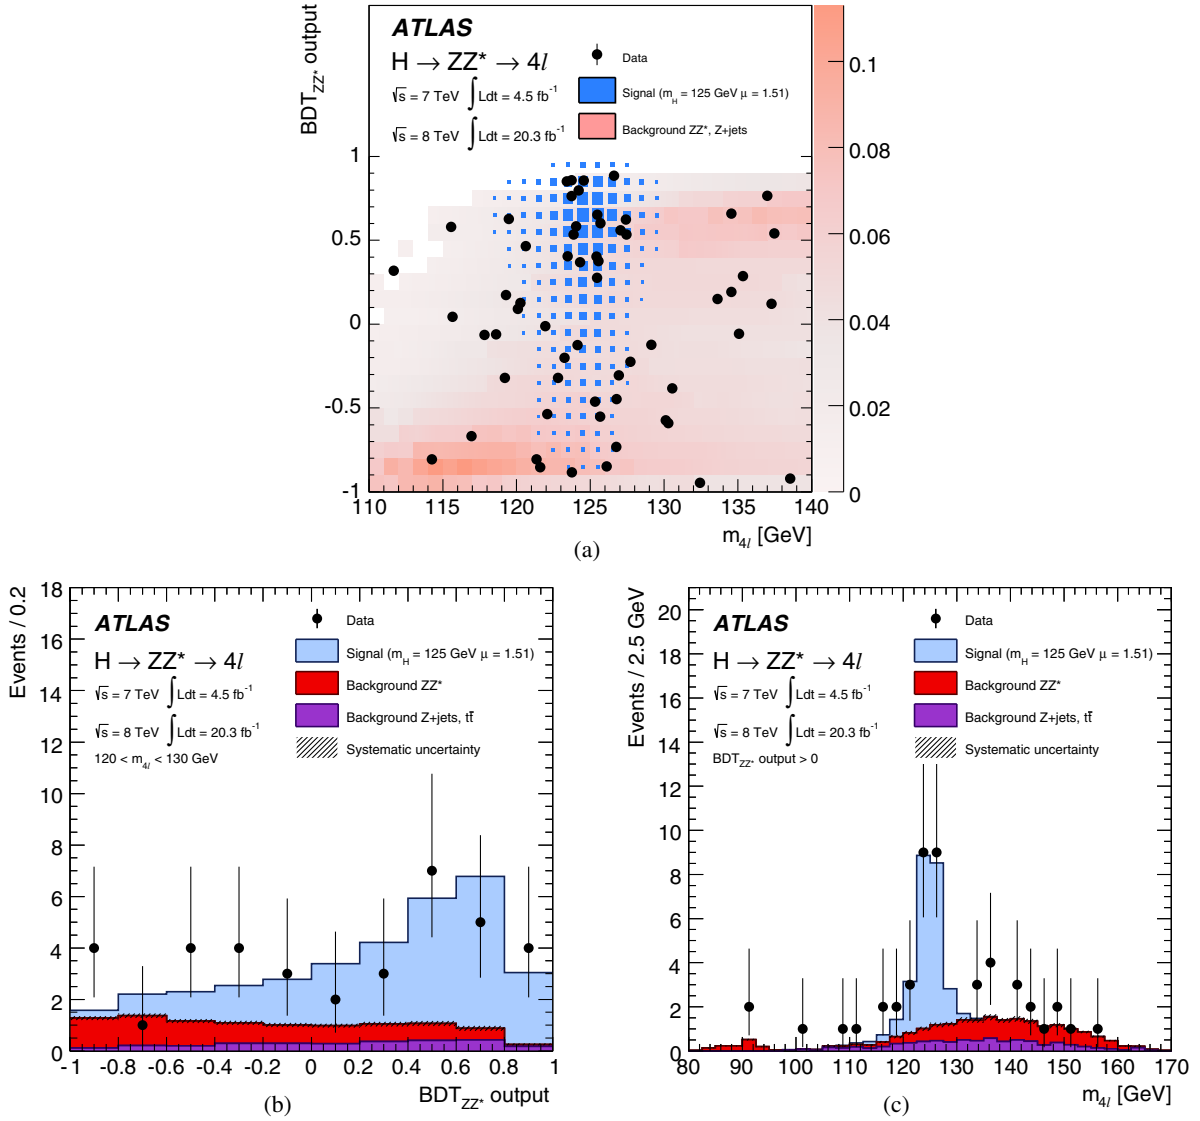 BDT_ZZ* output
ATLAS
H → ZZ* → 4l
√s = 7 TeV ∫Ldt = 4.5 fb⁻¹
√s = 8 TeV ∫Ldt = 20.3 fb⁻¹
Data
Signal (m_H = 125 GeV μ = 1.51)
Background ZZ*, Z+jets
1
0.5
0
-0.5
-1
110 115 120 125 130 135 140
m_4l [GeV]
0.1
0.08
0.06
0.04
0.02
0
(a)
Events / 0.2
ATLAS
H → ZZ* → 4l
√s = 7 TeV ∫Ldt = 4.5 fb⁻¹
√s = 8 TeV ∫Ldt = 20.3 fb⁻¹
120 < m_4l < 130 GeV
Data
Signal (m_H = 125 GeV μ = 1.51)
Background ZZ*
Background Z+jets, tt̄
Systematic uncertainty
18
16
14
12
10
8
6
4
2
0
-1 -0.8 -0.6 -0.4 -0.2 0 0.2 0.4 0.6 0.8 1
BDT_ZZ* output
(b)
Events / 2.5 GeV
ATLAS
H → ZZ* → 4l
√s = 7 TeV ∫Ldt = 4.5 fb⁻¹
√s = 8 TeV ∫Ldt = 20.3 fb⁻¹
BDT_ZZ* output > 0
Data
Signal (m_H = 125 GeV μ = 1.51)
Background ZZ*
Background Z+jets, tt̄
Systematic uncertainty
20
18
16
14
12
10
8
6
4
2
0
80 90 100 110 120 130 140 150 160 170
m_4l [GeV]
(c)